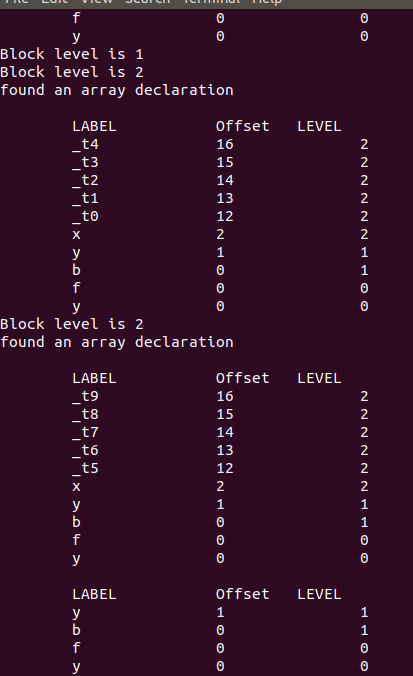 File Edit View Search Terminal Help
f 0 0
y 0 0
Block level is 1
Block level is 2
found an array declaration
LABEL Offset LEVEL
_t4 16 2
_t3 15 2
_t2 14 2
_t1 13 2
_t0 12 2
x 2 2
y 1 1
b 0 1
f 0 0
y 0 0
Block level is 2
found an array declaration
LABEL Offset LEVEL
_t9 16 2
_t8 15 2
_t7 14 2
_t6 13 2
_t5 12 2
x 2 2
y 1 1
b 0 1
f 0 0
y 0 0
LABEL Offset LEVEL
y 1 1
b 0 1
f 0 0
y 0 0